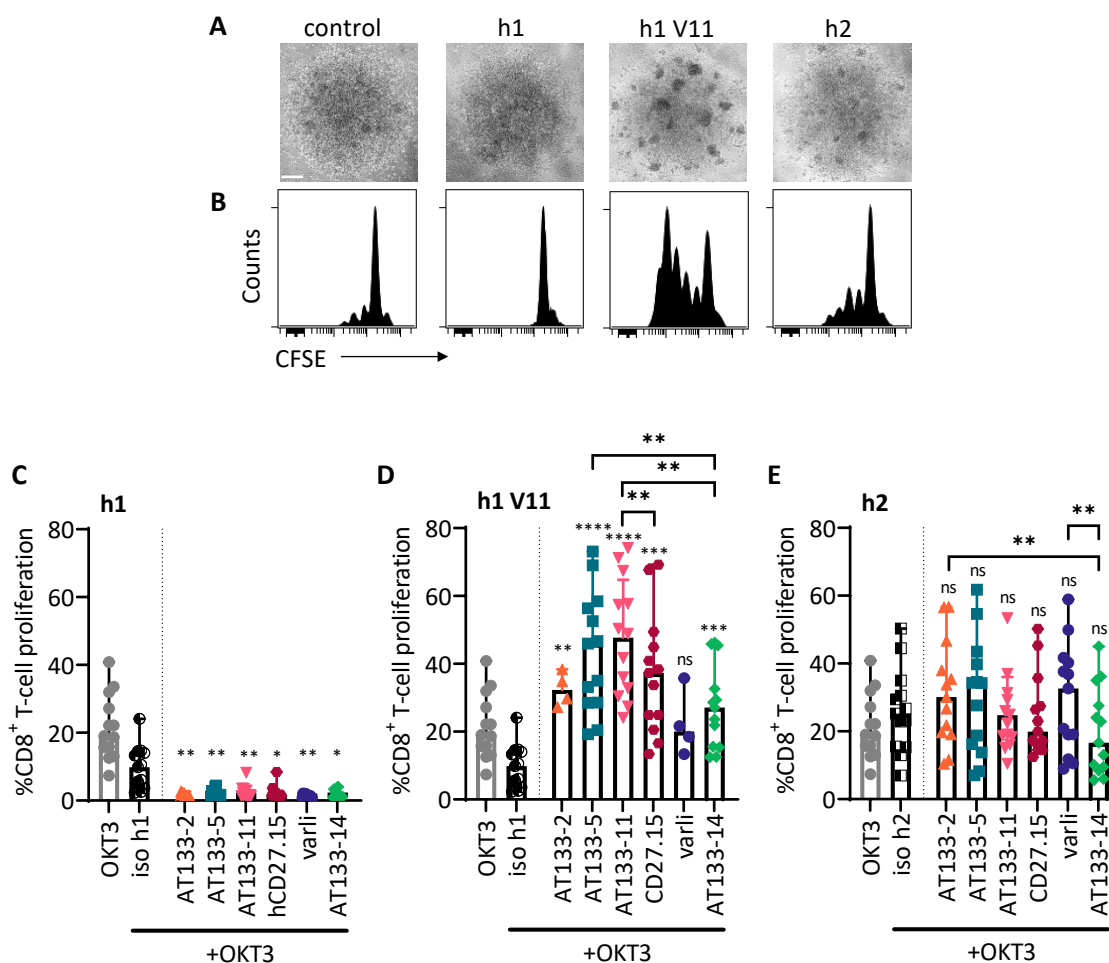 A
control
h1
h1 V11
h2
B
Counts
CFSE
C
h1
%CD8+ T-cell proliferation
80
60
40
20
0
** ** ** * ** *
OKT3
iso h1
AT133-2
AT133-5
AT133-11
hCD27.15
varli
AT133-14
+OKT3
D
h1 V11
%CD8+ T-cell proliferation
80
60
40
20
0
**
**
**
** **** **** *** ns ***
OKT3
iso h1
AT133-2
AT133-5
AT133-11
CD27.15
varli
AT133-14
+OKT3
E
h2
%CD8+ T-cell proliferation
80
60
40
20
0
**
**
ns ns ns ns ns ns
OKT3
iso h2
AT133-2
AT133-5
AT133-11
CD27.15
varli
AT133-14
+OKT3